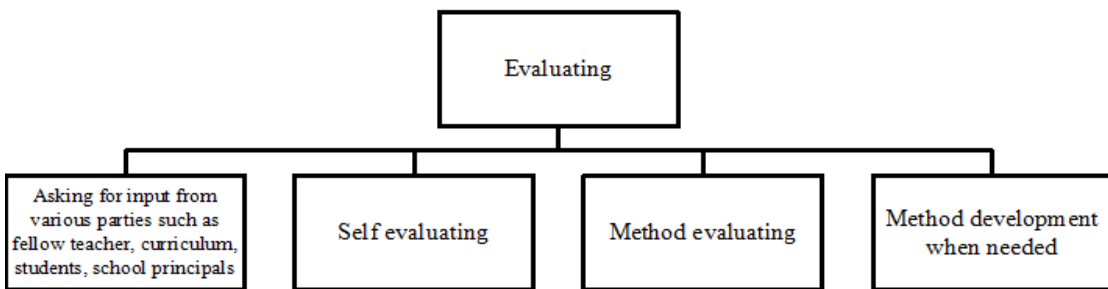 Evaluating
Asking for input from
various parties such as
fellow teacher, curriculum,
students, school principals
Self evaluating
Method evaluating
Method development
when needed